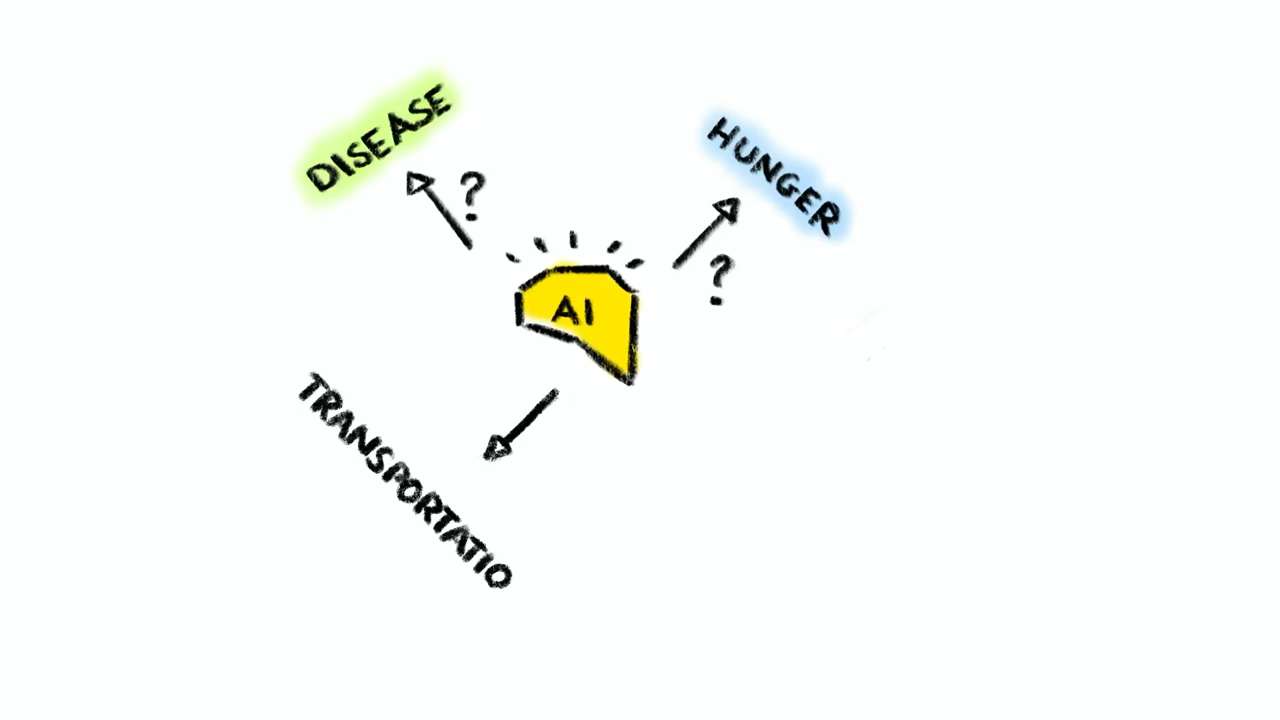 DISEASE
?
HUNGER
?
AI
TRANSPORTATIO